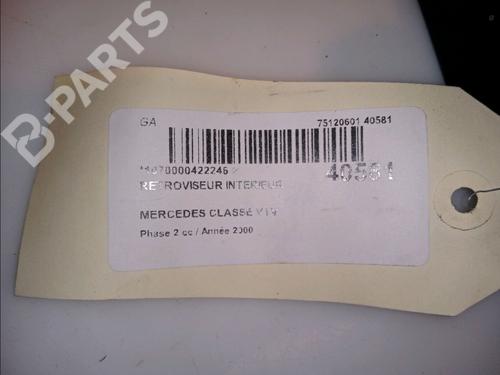 B-PARTS
GA 75120601 40581
40581
RETROVISEUR INTERIEUR
MERCEDES CLASSE
Phase 2 cc / Année 2000